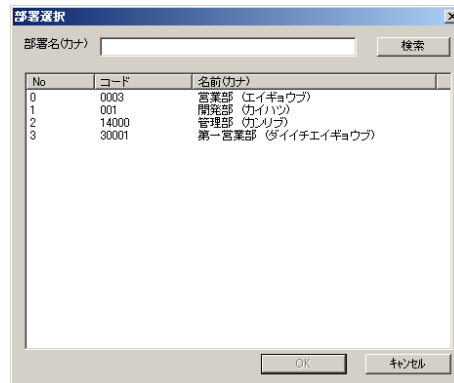 部署選択
部署名(カナ) 検索
No コード 名前(カナ)
0 0003 営業部 (エイギョウブ)
1 001 開発部 (カイハツ)
2 14000 管理部 (カンリブ)
3 30001 第一営業部 (ダイイチエイギョウブ)
OK キャンセル